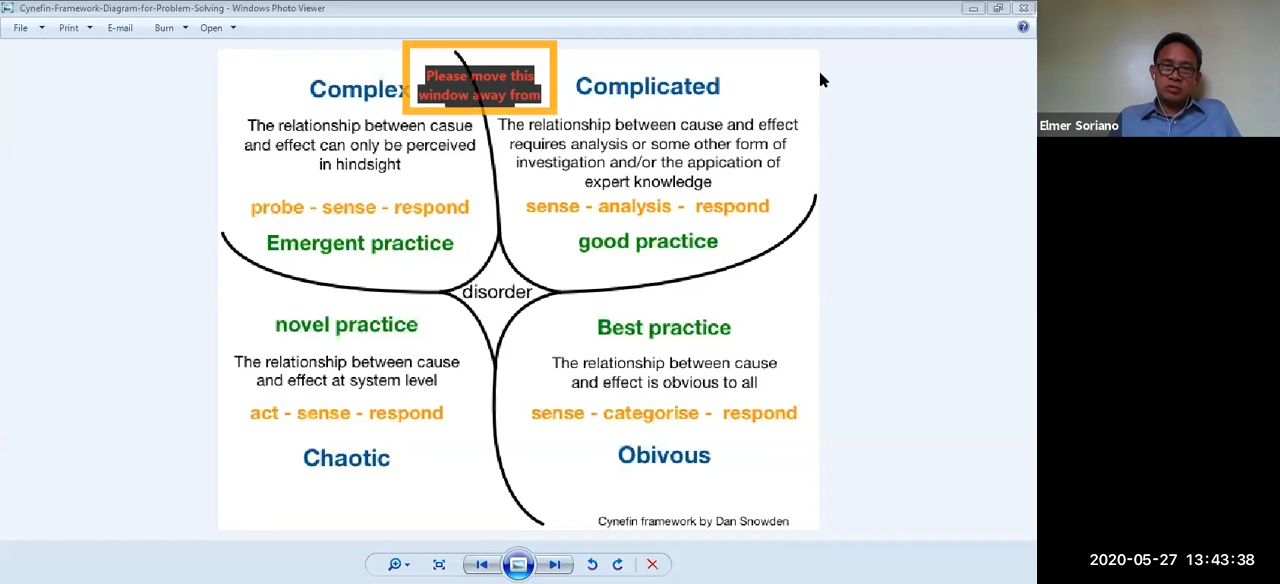 Cynefin-Framework-Diagram-for-Problem-Solving - Windows Photo Viewer
File Print E-mail Burn Open
Complex
The relationship between casue
and effect can only be perceived
in hindsight
probe - sense - respond
Emergent practice
Please move this
window away from
Complicated
The relationship between cause and effect
requires analysis or some other form of
investigation and/or the appication of
expert knowledge
sense - analysis - respond
good practice
disorder
novel practice
The relationship between cause
and effect at system level
act - sense - respond
Chaotic
Best practice
The relationship between cause
and effect is obvious to all
sense - categorise - respond
Obivous
Cynefin framework by Dan Snowden
Elmer Soriano
2020-05-27 13:43:38